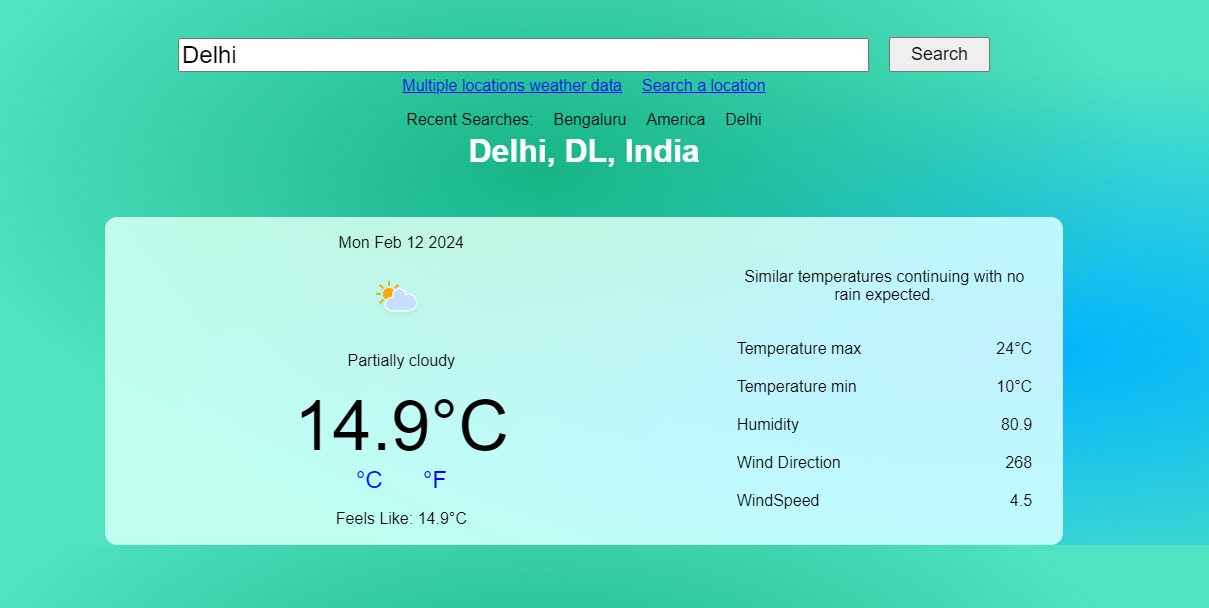 Delhi
Search
Multiple locations weather data Search a location
Recent Searches: Bengaluru America Delhi
Delhi, DL, India
Mon Feb 12 2024
Partially cloudy
14.9°C
°C °F
Feels Like: 14.9°C
Similar temperatures continuing with no
rain expected.
Temperature max 24°C
Temperature min 10°C
Humidity 80.9
Wind Direction 268
WindSpeed 4.5